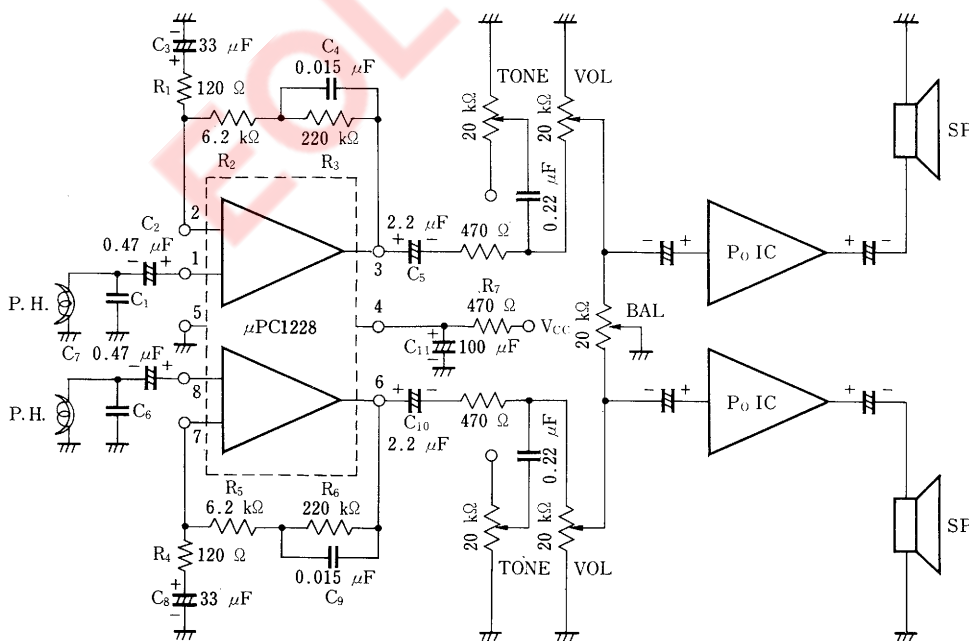 EOL
C3 33 μF
C4
0.015 μF
R1 120 Ω
6.2 kΩ
220 kΩ
R2
R3
TONE
VOL
20 kΩ
20 kΩ
0.22 μF
SP
2
C2
0.47 μF
1
P.H.
C1
2.2 μF
3
C5
470 Ω
PO IC
5
μPC1228
4
R7
470 Ω
VCC
C11 100 μF
20 kΩ
BAL
C7 0.47 μF
8
P.H.
C6
7
6
C10
2.2 μF
470 Ω
PO IC
0.22 μF
R5
6.2 kΩ
R6
220 kΩ
R4 120 Ω
0.015 μF
C9
C8 33 μF
20 kΩ
20 kΩ
TONE
VOL
SP